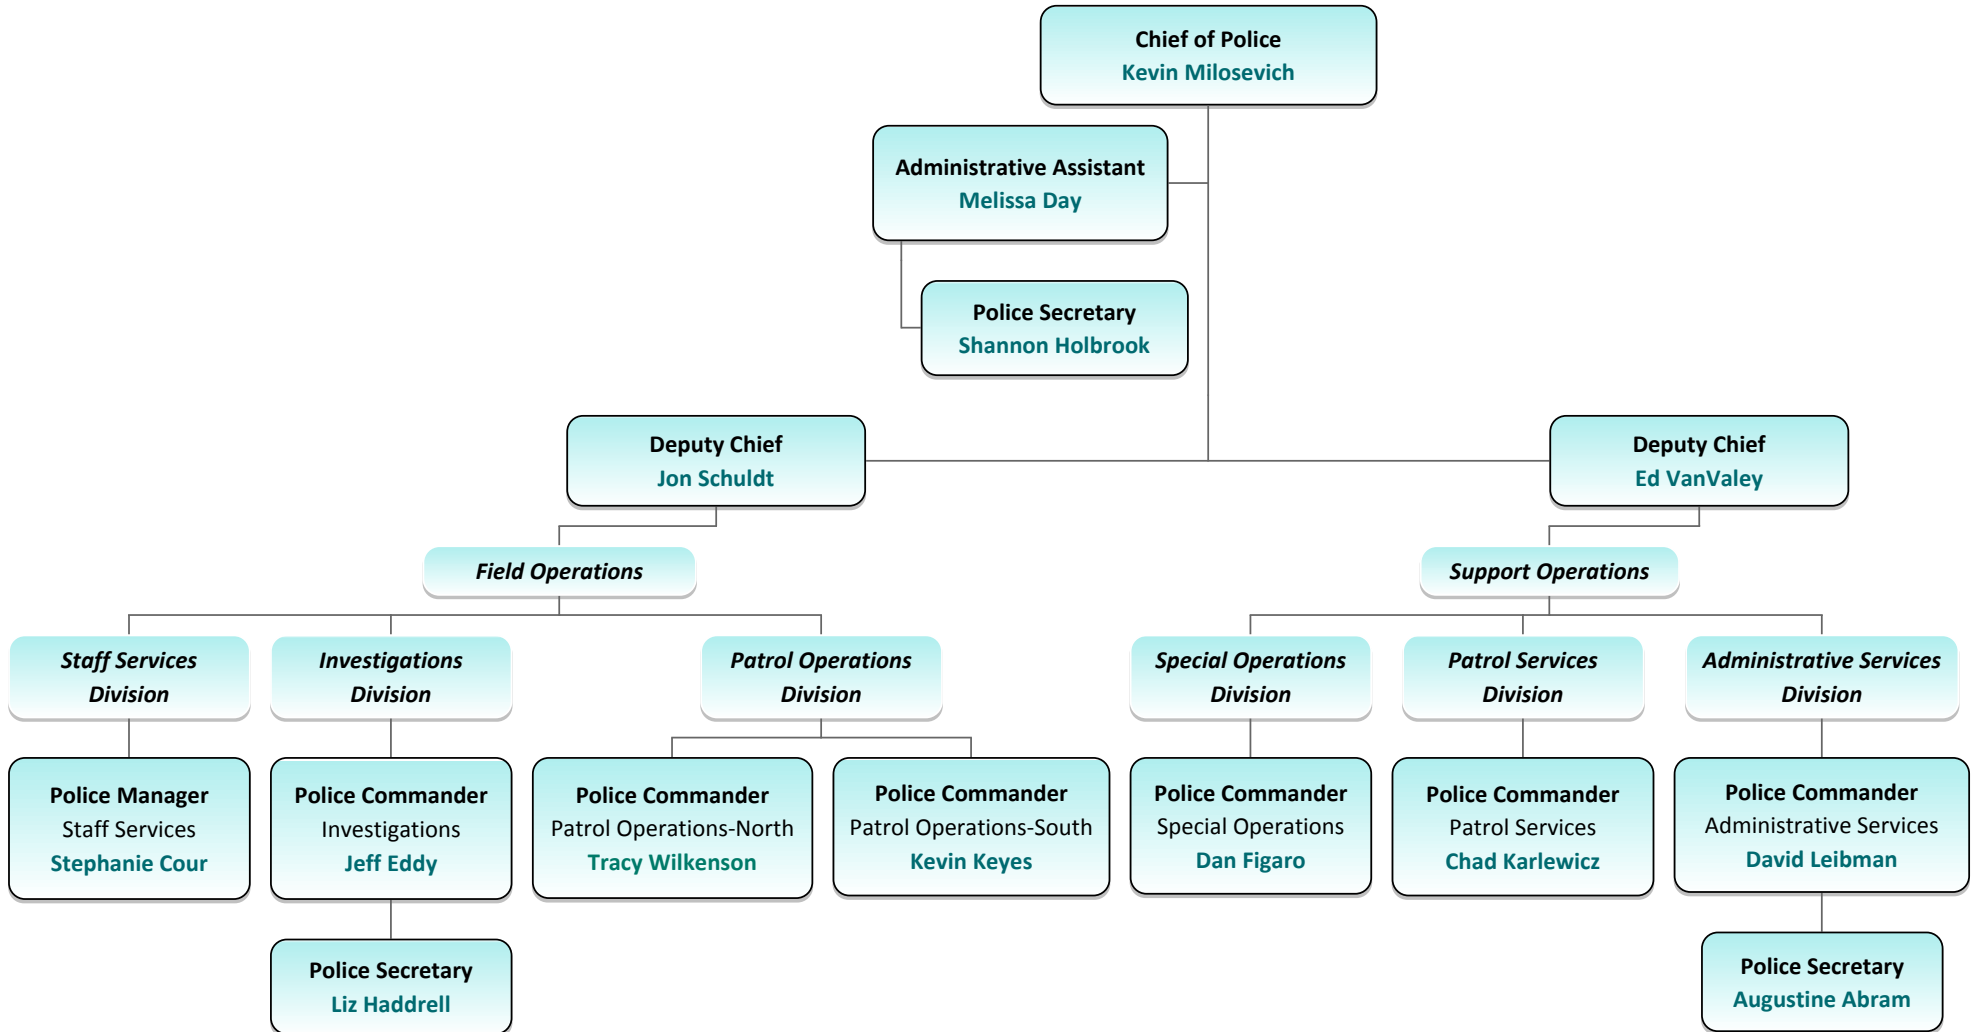 Chief of Police
Kevin Milosevich
Administrative Assistant
Melissa Day
Police Secretary
Shannon Holbrook
Deputy Chief
Jon Schuldt
Deputy Chief
Ed VanValey
Field Operations
Support Operations
Staff Services
Division
Investigations
Division
Patrol Operations
Division
Special Operations
Division
Patrol Services
Division
Administrative Services
Division
Police Manager
Staff Services
Stephanie Cour
Police Commander
Investigations
Jeff Eddy
Police Commander
Patrol Operations-North
Tracy Wilkenson
Police Commander
Patrol Operations-South
Kevin Keyes
Police Commander
Special Operations
Dan Figaro
Police Commander
Patrol Services
Chad Karlewicz
Police Commander
Administrative Services
David Leibman
Police Secretary
Liz Haddrell
Police Secretary
Augustine Abram